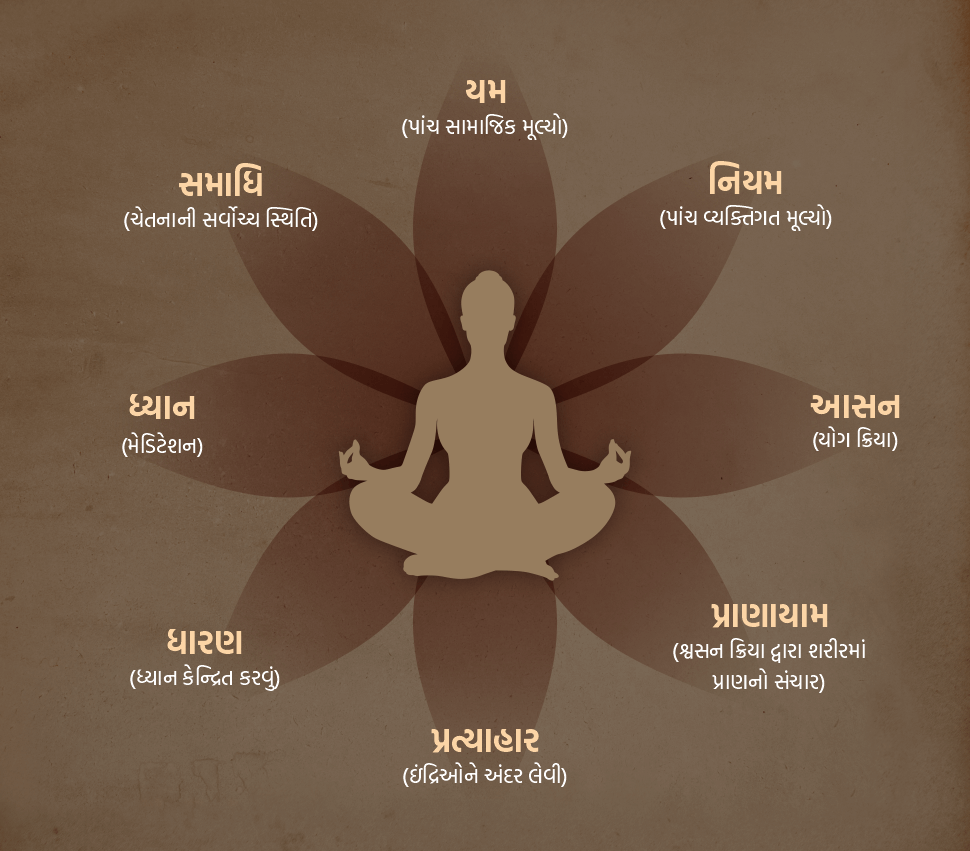 યમ
(પાંચ સામાજિક મૂલ્યો)
નિયમ
(પાંચ વ્યક્તિગત મૂલ્યો)
આસન
(યોગ ક્રિયા)
પ્રાણાયામ
(શ્વસન ક્રિયા દ્વારા શરીરમાં
પ્રાણનો સંચાર)
પ્રત્યાહાર
(ઇંદ્રિઓને અંદર લેવી)
ધારણ
(ધ્યાન કેન્દ્રિત કરવું)
ધ્યાન
(મેડિટેશન)
સમાધિ
(ચેતનાની સર્વોચ્ચ સ્થિતિ)